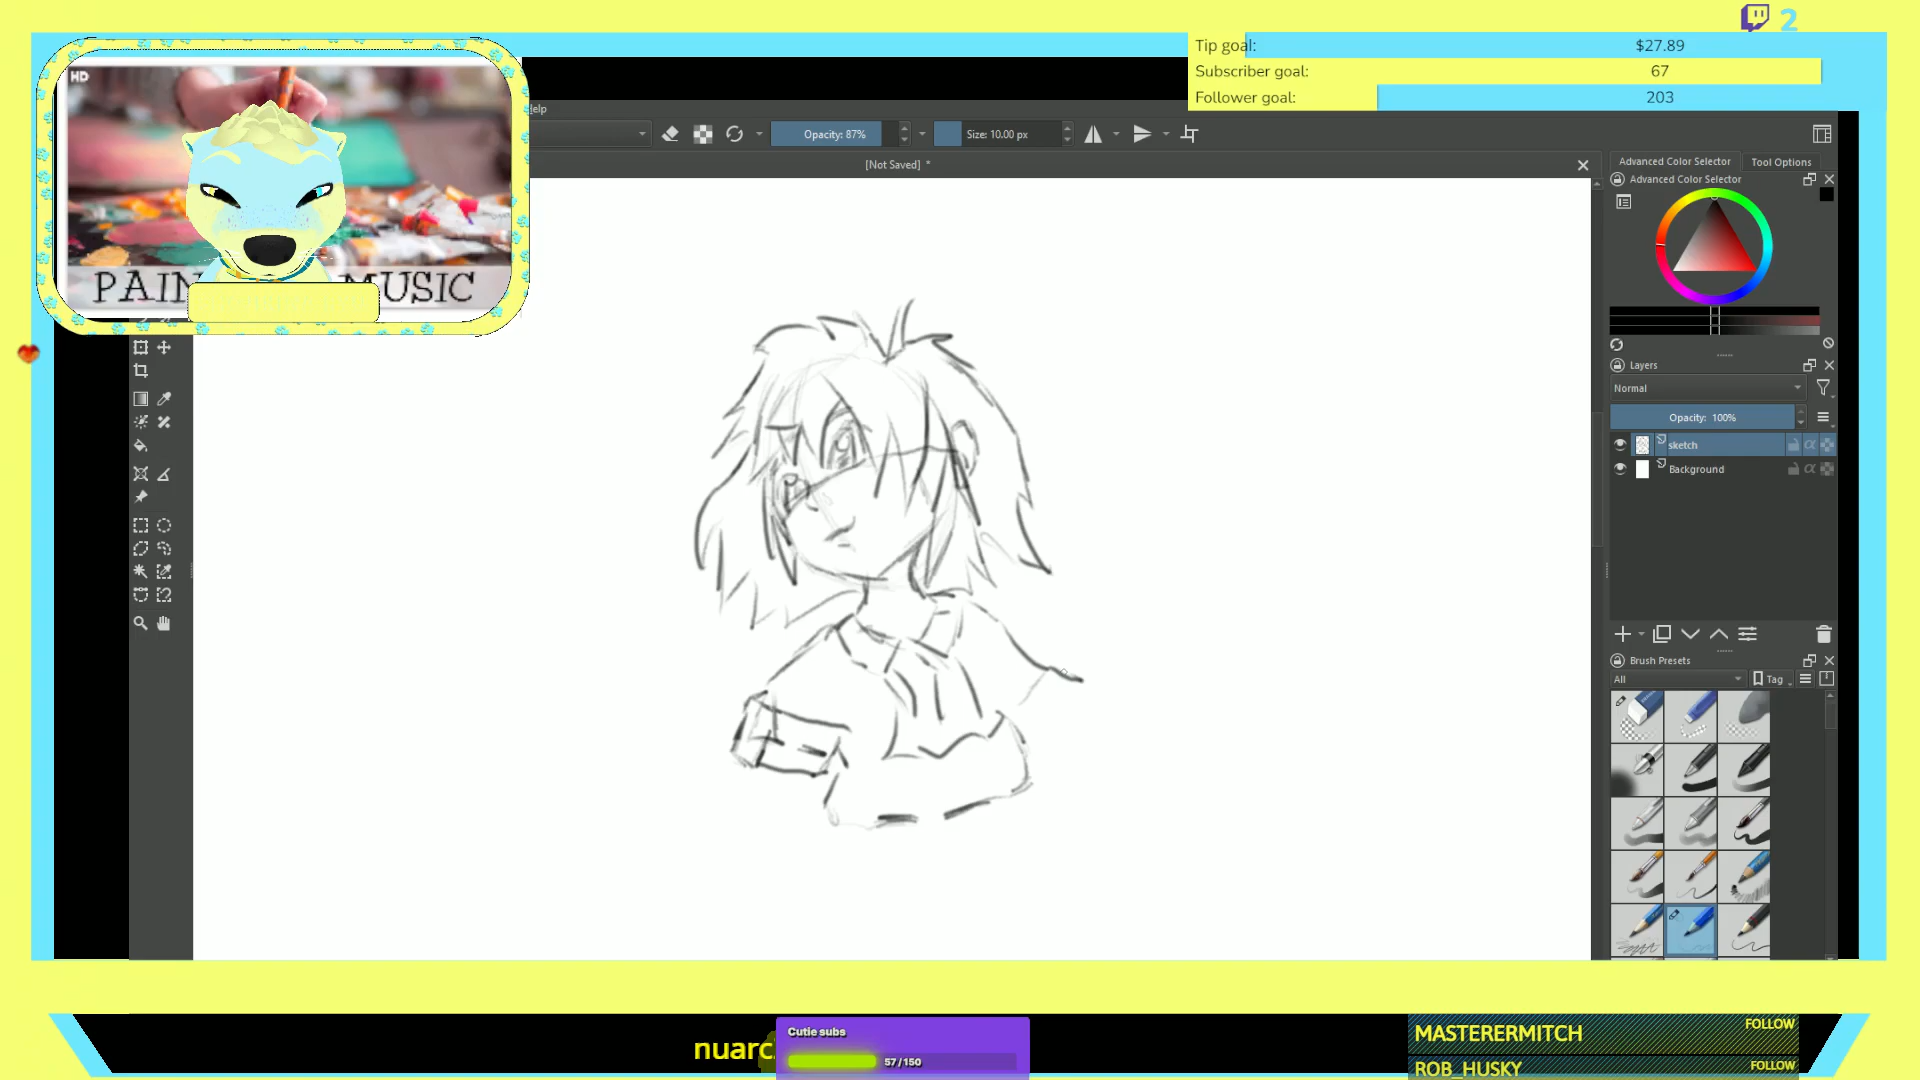 2
Tip goal: $27.89
Subscriber goal: 67
Follower goal: 203
HD
elp
Opacity: 87%
Size: 10.00 px
[Not Saved] *
Advanced Color Selector
Tool Options
Advanced Color Selector
PAIN MUSIC
Layers
Normal
Opacity: 100%
sketch
Background
Brush Presets
All
Tag
Cutie subs
57/150
nuarc
MASTERERMITCH FOLLOW
ROB_HUSKY FOLLOW